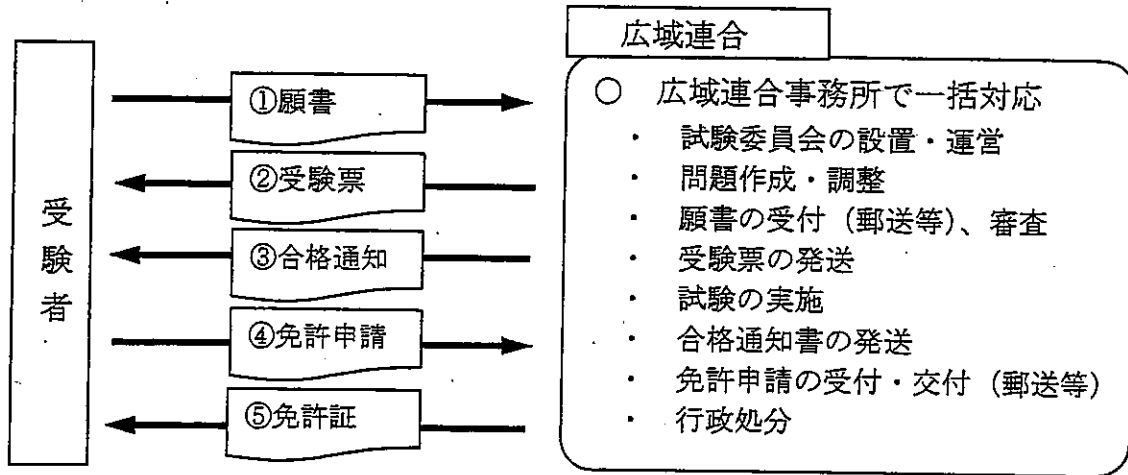 受験者
①願書
②受験票
③合格通知
④免許申請
⑤免許証
広域連合
○ 広域連合事務所で一括対応
・ 試験委員会の設置・運営
・ 問題作成・調整
・ 願書の受付（郵送等）、審査
・ 受験票の発送
・ 試験の実施
・ 合格通知書の発送
・ 免許申請の受付・交付（郵送等）
・ 行政処分